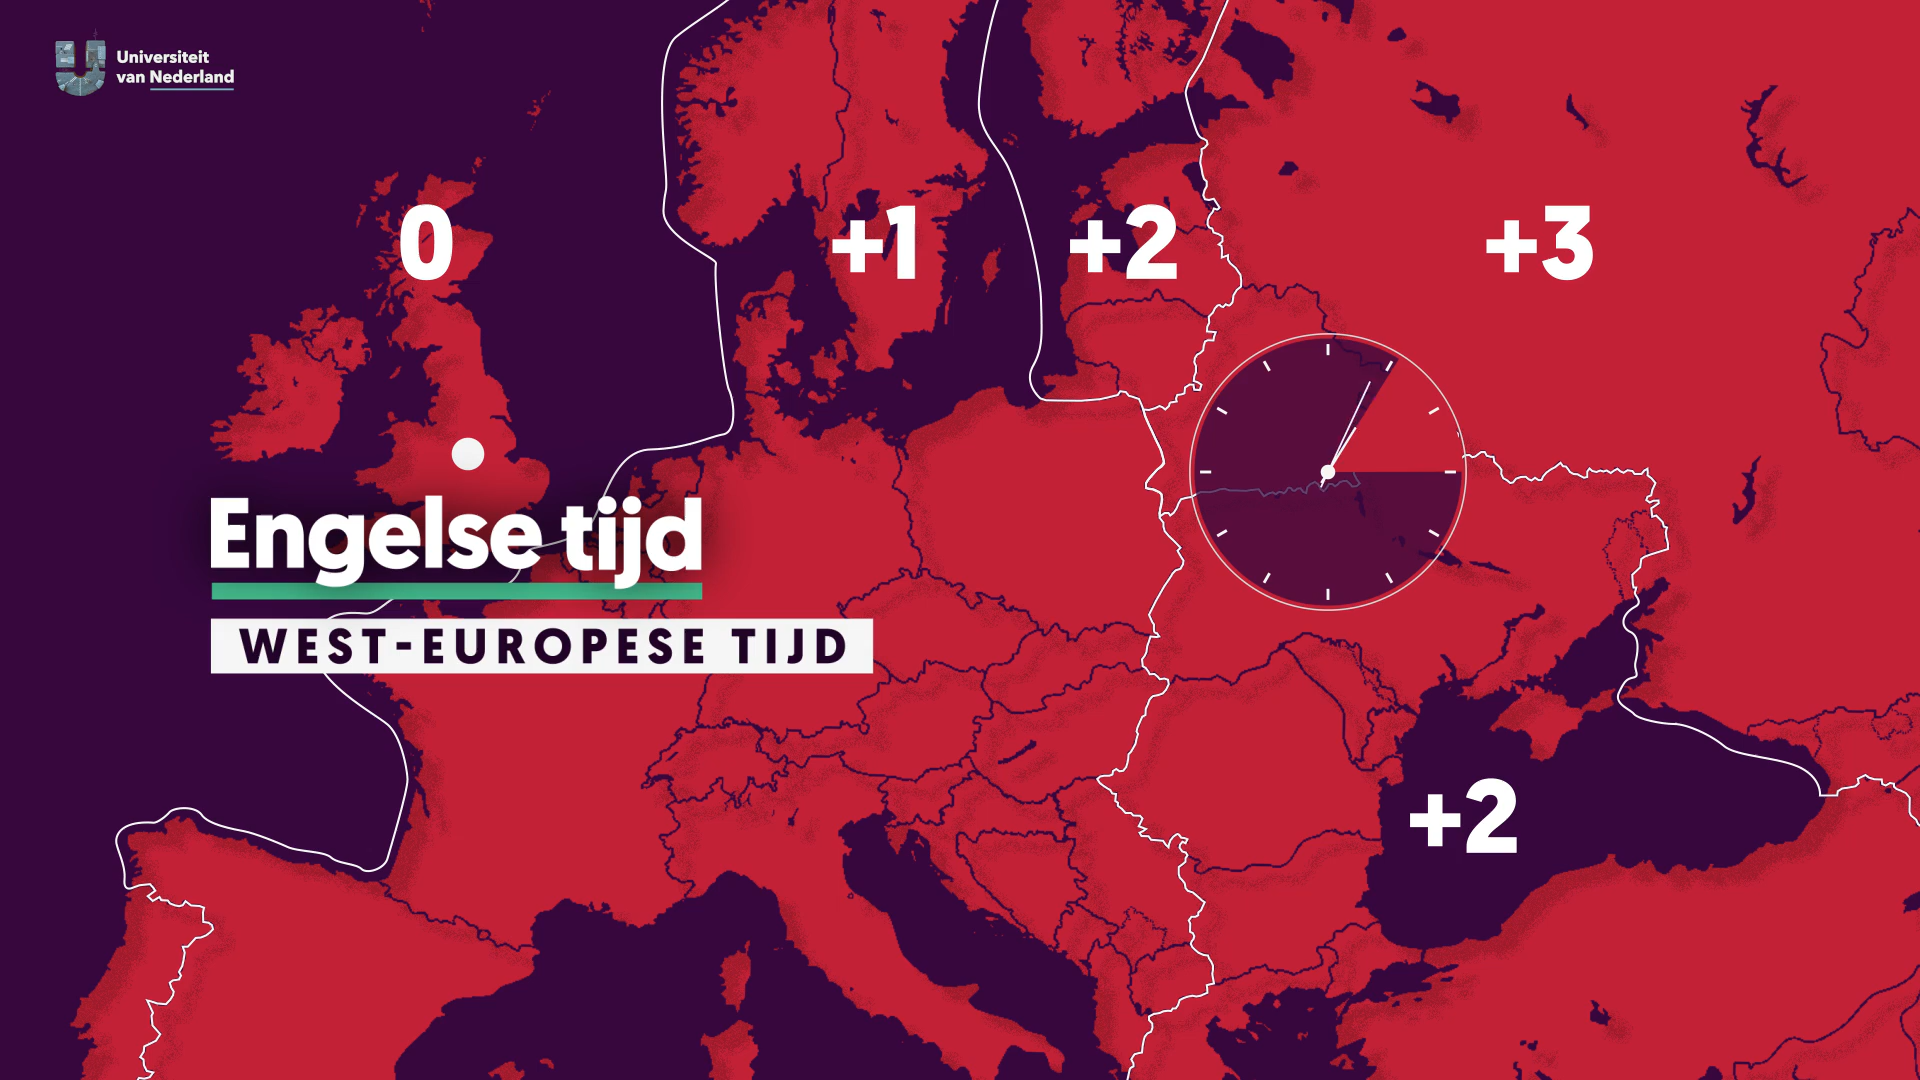 Universiteit
van Nederland
0
+1
+2
+3
Engelse tijd
WEST-EUROPESE TIJD
+2